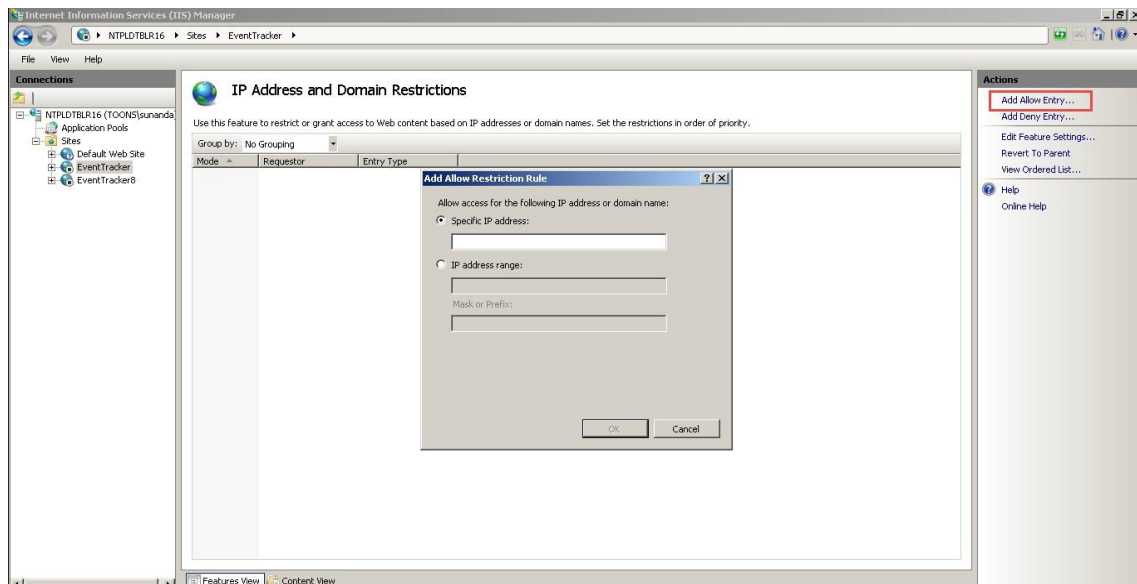 Internet Information Services (IIS) Manager
NTPLDTBLR16 Sites EventTracker
File View Help
Connections
NTPLDTBLR16 (TOONS\sunanda
Application Pools
Sites
Default Web Site
EventTracker
EventTracker8
IP Address and Domain Restrictions
Use this feature to restrict or grant access to Web content based on IP addresses or domain names. Set the restrictions in order of priority.
Group by: No Grouping
Mode Requestor Entry Type
Add Allow Restriction Rule
Allow access for the following IP address or domain name:
Specific IP address:
IP address range:
Mask or Prefix:
OK Cancel
Features View Content View
Actions
Add Allow Entry...
Add Deny Entry...
Edit Feature Settings...
Revert To Parent
View Ordered List...
Help
Online Help